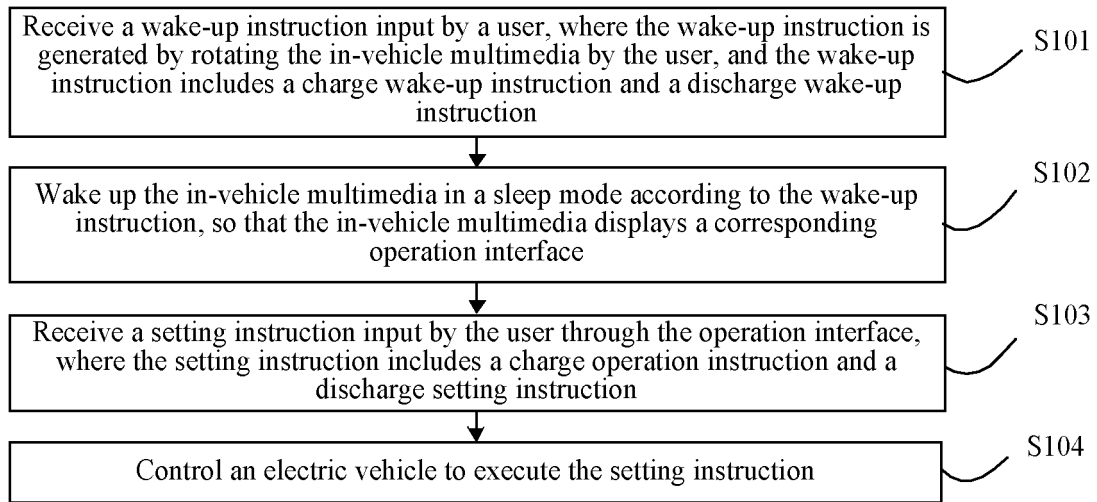 Receive a wake-up instruction input by a user, where the wake-up instruction is
generated by rotating the in-vehicle multimedia by the user, and the wake-up
instruction includes a charge wake-up instruction and a discharge wake-up
instruction
S101
Wake up the in-vehicle multimedia in a sleep mode according to the wake-up
instruction, so that the in-vehicle multimedia displays a corresponding
operation interface
S102
Receive a setting instruction input by the user through the operation interface,
where the setting instruction includes a charge operation instruction and a
discharge setting instruction
S103
Control an electric vehicle to execute the setting instruction
S104